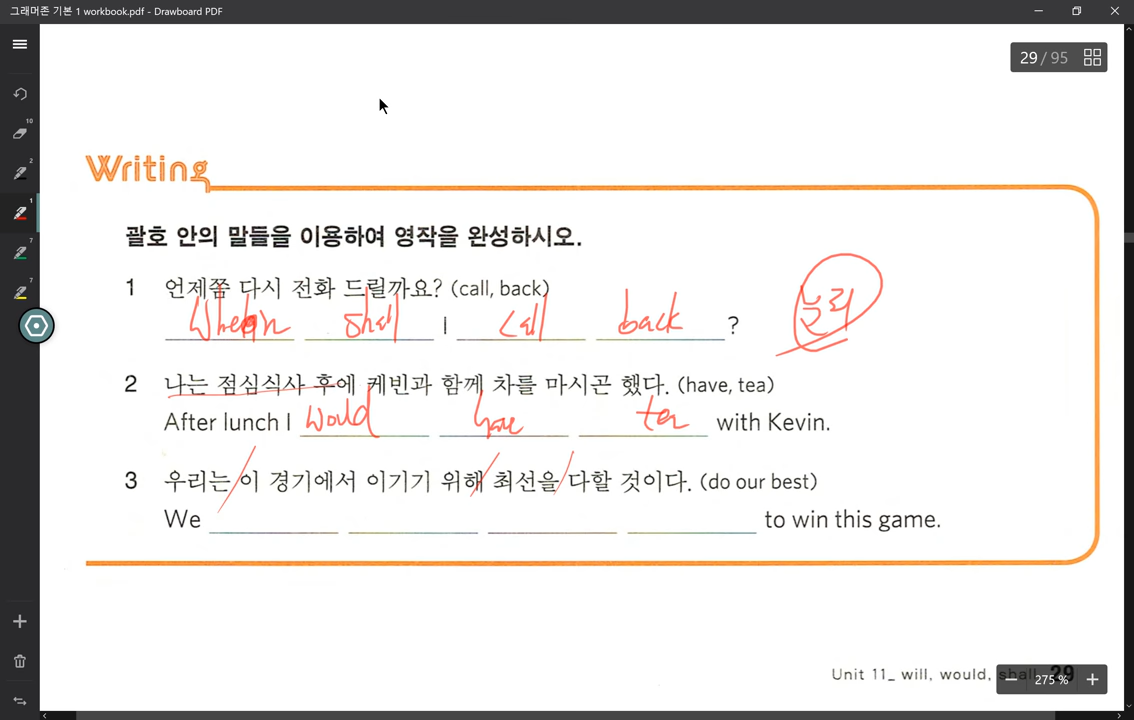 그래머존 기본 1 workbook.pdf - Drawboard PDF
29 / 95
10
2
1
7
7
Writing
괄호 안의 말들을 이용하여 영작을 완성하시오.
1 언제쯤 다시 전화 드릴까요? (call, back)
When shall I call back ?
논리
2 나는 점심식사 후에 케빈과 함께 차를 마시곤 했다. (have, tea)
After lunch I would have tea with Kevin.
3 우리는 이 경기에서 이기기 위해 최선을 다할 것이다. (do our best)
We to win this game.
Unit 11_ will, would, shall 29
275 %